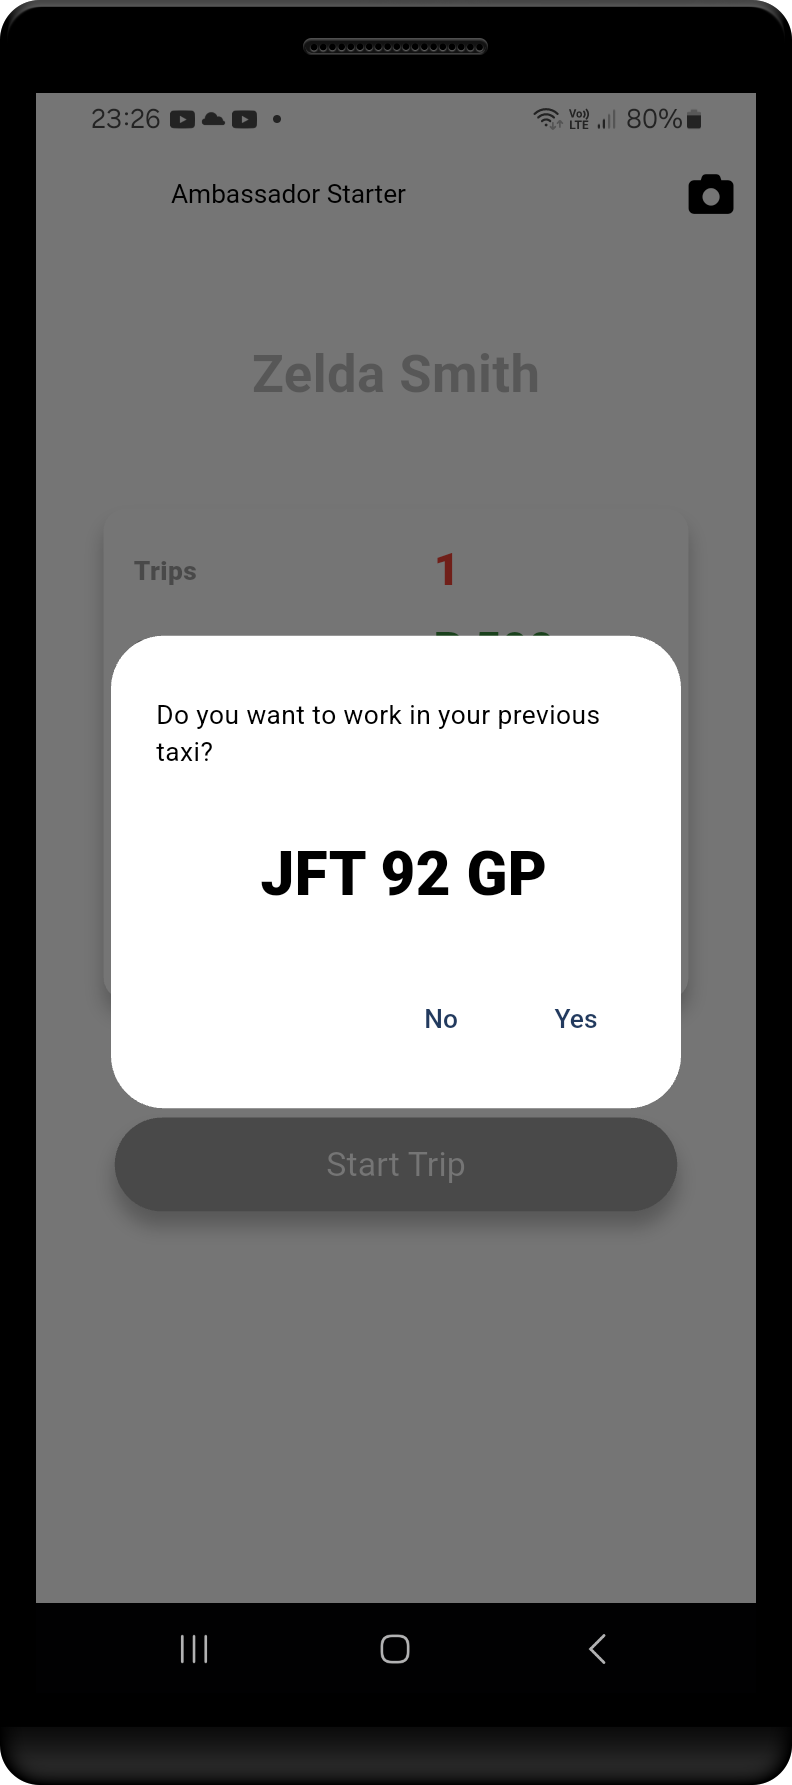 23:26 Vo)) LTE 80%
Ambassador Starter
Zelda Smith
Trips 1
Do you want to work in your previous
taxi?
JFT 92 GP
No Yes
Start Trip